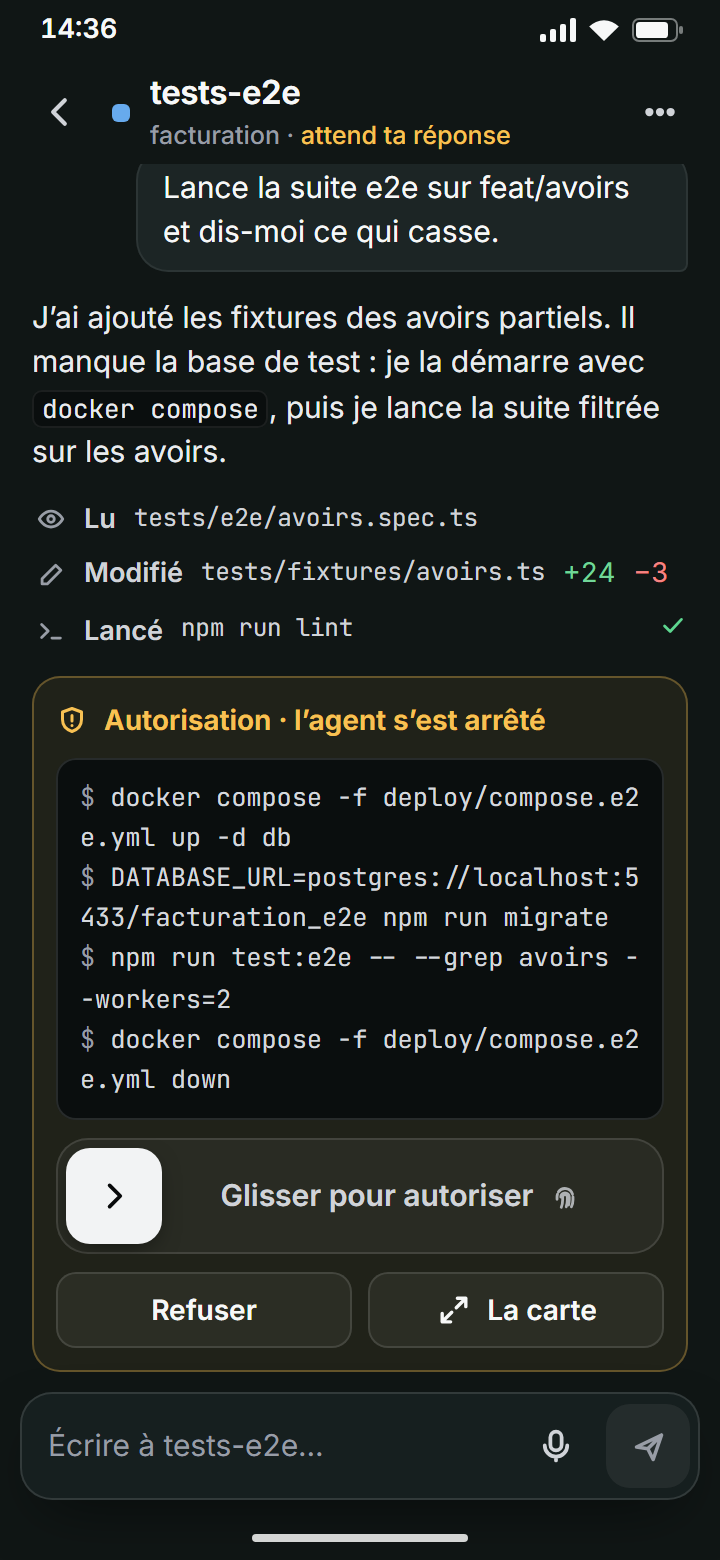 14:36
tests-e2e
facturation · attend ta réponse
Lance la suite e2e sur feat/avoirs
et dis-moi ce qui casse.
J’ai ajouté les fixtures des avoirs partiels. Il
manque la base de test : je la démarre avec
docker compose, puis je lance la suite filtrée
sur les avoirs.
Lu tests/e2e/avoirs.spec.ts
Modifié tests/fixtures/avoirs.ts +24 −3
Lancé npm run lint
Autorisation · l’agent s’est arrêté
$ docker compose -f deploy/compose.e2
e.yml up -d db
$ DATABASE_URL=postgres://localhost:5
433/facturation_e2e npm run migrate
$ npm run test:e2e -- --grep avoirs -
-workers=2
$ docker compose -f deploy/compose.e2
e.yml down
Glisser pour autoriser
Refuser
La carte
Écrire à tests-e2e…